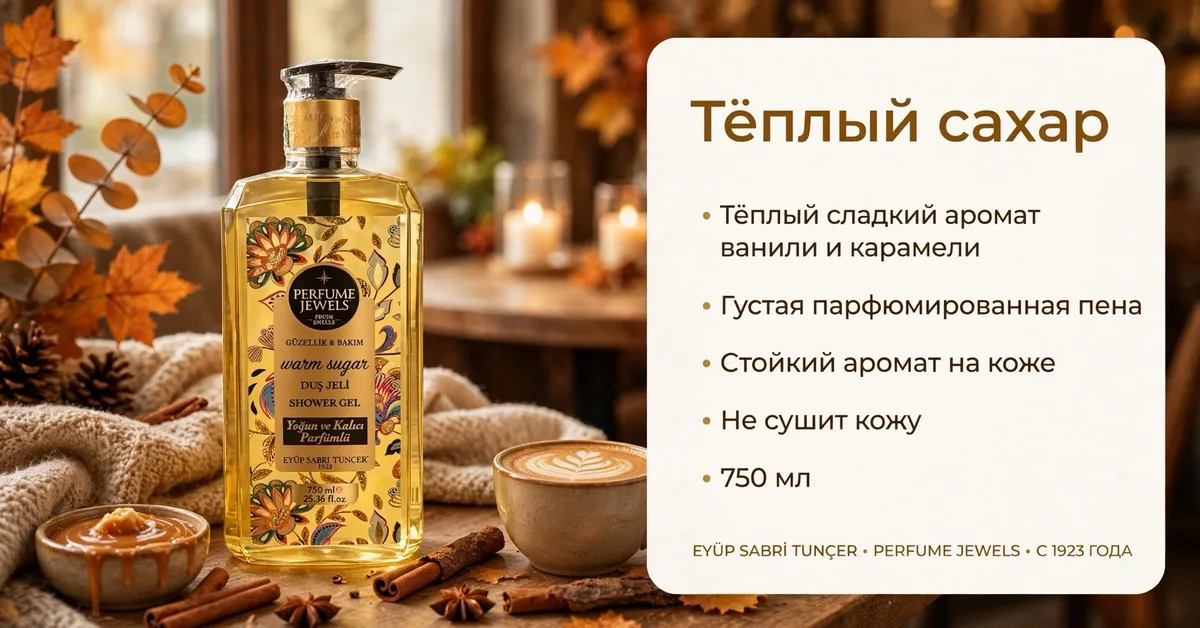 PERFUME
JEWELS
GÜZELLİK & BAKIM
warm sugar
DUŞ JELİ
SHOWER GEL
Yoğun ve Kalıcı
Parfümlü
EYÜP SABRİ TUNCER
1923
750 ml e
25.36 fl.oz
Тёплый сахар
• Тёплый сладкий аромат
ванили и карамели
• Густая парфюмированная пена
• Стойкий аромат на коже
• Не сушит кожу
• 750 мл
EYÜP SABRİ TUNÇER • PERFUME JEWELS • С 1923 ГОДА